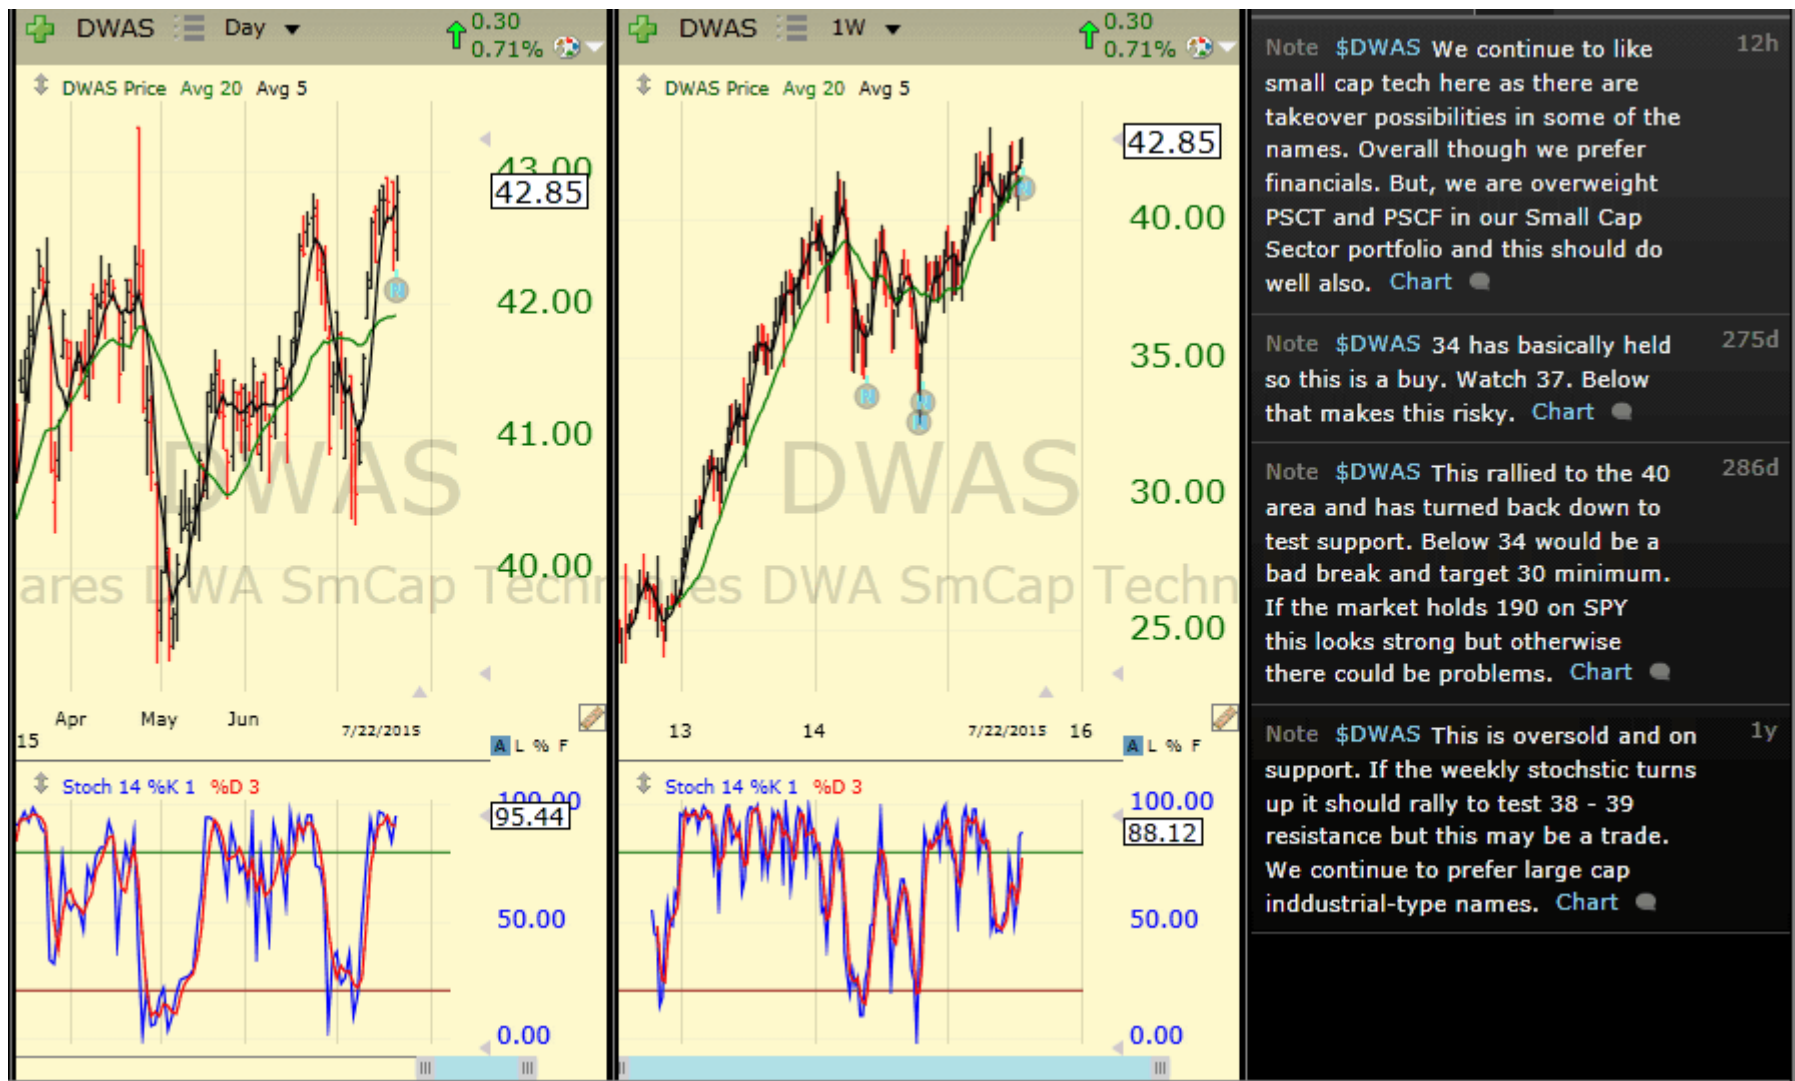 DWAS Day 0.30
0.71%
DWAS Price Avg 20 Avg 5
43.00
42.85
42.00
41.00
DWAS
40.00
ares DWA SmCap Techn
Apr May Jun 7/22/2015
15
A L % F
Stoch 14 %K 1 %D 3
100.00
95.44
50.00
0.00
DWAS 1W 0.30
0.71%
DWAS Price Avg 20 Avg 5
42.85
40.00
35.00
DWAS
30.00
res DWA SmCap Techn
25.00
13 14 7/22/2015 16
A L % F
Stoch 14 %K 1 %D 3
100.00
88.12
50.00
0.00
Note $DWAS We continue to like 12h
small cap tech here as there are
takeover possibilities in some of the
names. Overall though we prefer
financials. But, we are overweight
PSCT and PSCF in our Small Cap
Sector portfolio and this should do
well also. Chart
Note $DWAS 34 has basically held 275d
so this is a buy. Watch 37. Below
that makes this risky. Chart
Note $DWAS This rallied to the 40 286d
area and has turned back down to
test support. Below 34 would be a
bad break and target 30 minimum.
If the market holds 190 on SPY
this looks strong but otherwise
there could be problems. Chart
Note $DWAS This is oversold and on 1y
support. If the weekly stochstic turns
up it should rally to test 38 - 39
resistance but this may be a trade.
We continue to prefer large cap
inddustrial-type names. Chart